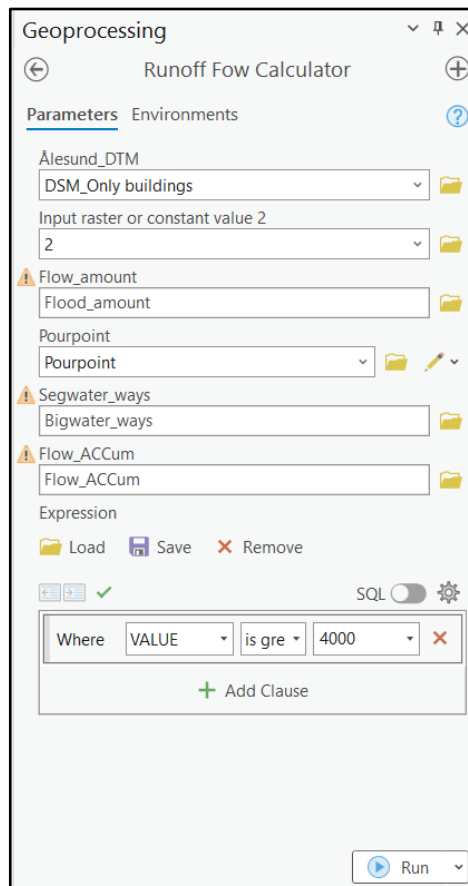 Geoprocessing
Runoff Fow Calculator
Parameters Environments
Ålesund_DTM
DSM_Only buildings
Input raster or constant value 2
2
Flow_amount
Flood_amount
Pourpoint
Pourpoint
Segwater_ways
Bigwater_ways
Flow_ACCum
Flow_ACCum
Expression
Load Save Remove
SQL
Where VALUE is gre 4000
Add Clause
Run